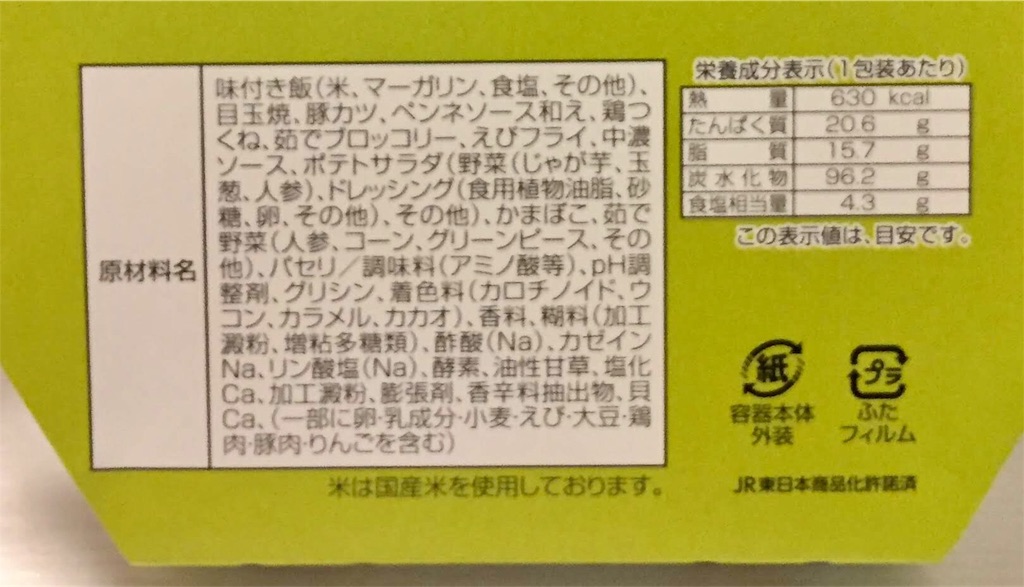 原材料名
味付き飯(米、マーガリン、食塩、その他)、
目玉焼、豚カツ、ペンネソース和え、鶏つ
くね、茹でブロッコリー、えびフライ、中濃
ソース、ポテトサラダ(野菜(じゃが芋、玉
葱、人参)、ドレッシング(食用植物油脂、砂
糖、卵、その他)、その他)、かまぼこ、茹で
野菜(人参、コーン、グリーンピース、その
他)、パセリ／調味料(アミノ酸等)、pH調
整剤、グリシン、着色料(カロチノイド、ウ
コン、カラメル、カカオ)、香料、糊料(加工
澱粉、増粘多糖類)、酢酸(Na)、カゼイン
Na、リン酸塩(Na)、酵素、油性甘草、塩化
Ca、加工澱粉、膨張剤、香辛料抽出物、貝
Ca、(一部に卵・乳成分・小麦・えび・大豆・鶏
肉・豚肉・りんごを含む)
米は国産米を使用しております。
栄養成分表示(1包装あたり)
熱量 630 kcal
たんぱく質 20.6 g
脂質 15.7 g
炭水化物 96.2 g
食塩相当量 4.3 g
この表示値は、目安です。
紙 プラ
容器本体 ふた
外装 フィルム
JR東日本商品化許諾済